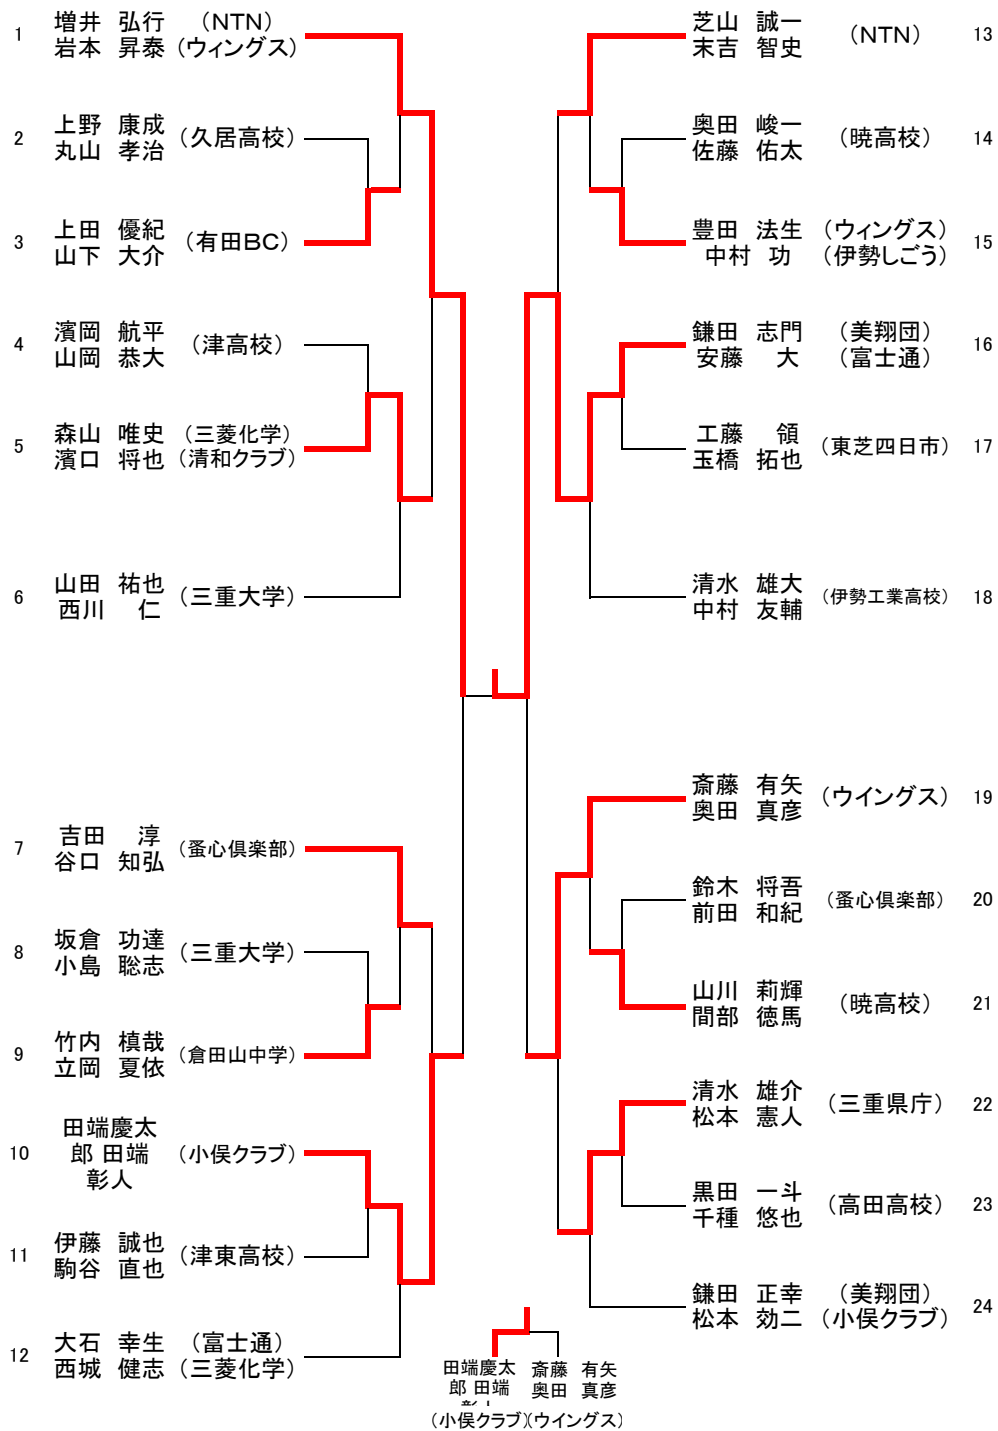 1 増井 弘行 (NTN)
岩本 昇泰 (ウィングス)
2 上野 康成 (久居高校)
丸山 孝治
3 上田 優紀 (有田BC)
山下 大介
4 濱岡 航平 (津高校)
山岡 恭大
5 森山 唯史 (三菱化学)
濱口 将也 (清和クラブ)
6 山田 祐也 (三重大学)
西川 仁
7 吉田 淳 (蚤心倶楽部)
谷口 知弘
8 坂倉 功達 (三重大学)
小島 聡志
9 竹内 槙哉 (倉田山中学)
立岡 夏依
田端慶太
10 郎 田端 (小俣クラブ)
彰人
11 伊藤 誠也 (津東高校)
駒谷 直也
12 大石 幸生 (富士通)
西城 健志 (三菱化学)
芝山 誠一 (NTN) 13
末吉 智史
奥田 峻一 (暁高校) 14
佐藤 佑太
豊田 法生 (ウィングス) 15
中村 功 (伊勢しごう)
鎌田 志門 (美翔団) 16
安藤 大 (富士通)
工藤 領 (東芝四日市) 17
玉橋 拓也
清水 雄大 (伊勢工業高校) 18
中村 友輔
斎藤 有矢 (ウイングス) 19
奥田 真彦
鈴木 将吾 (蚤心倶楽部) 20
前田 和紀
山川 莉輝 (暁高校) 21
間部 徳馬
清水 雄介 (三重県庁) 22
松本 憲人
黒田 一斗 (高田高校) 23
千種 悠也
鎌田 正幸 (美翔団) 24
松本 効二 (小俣クラブ)
田端慶太 斎藤 有矢
郎 田端 奥田 真彦
(小俣クラブ)(ウイングス)